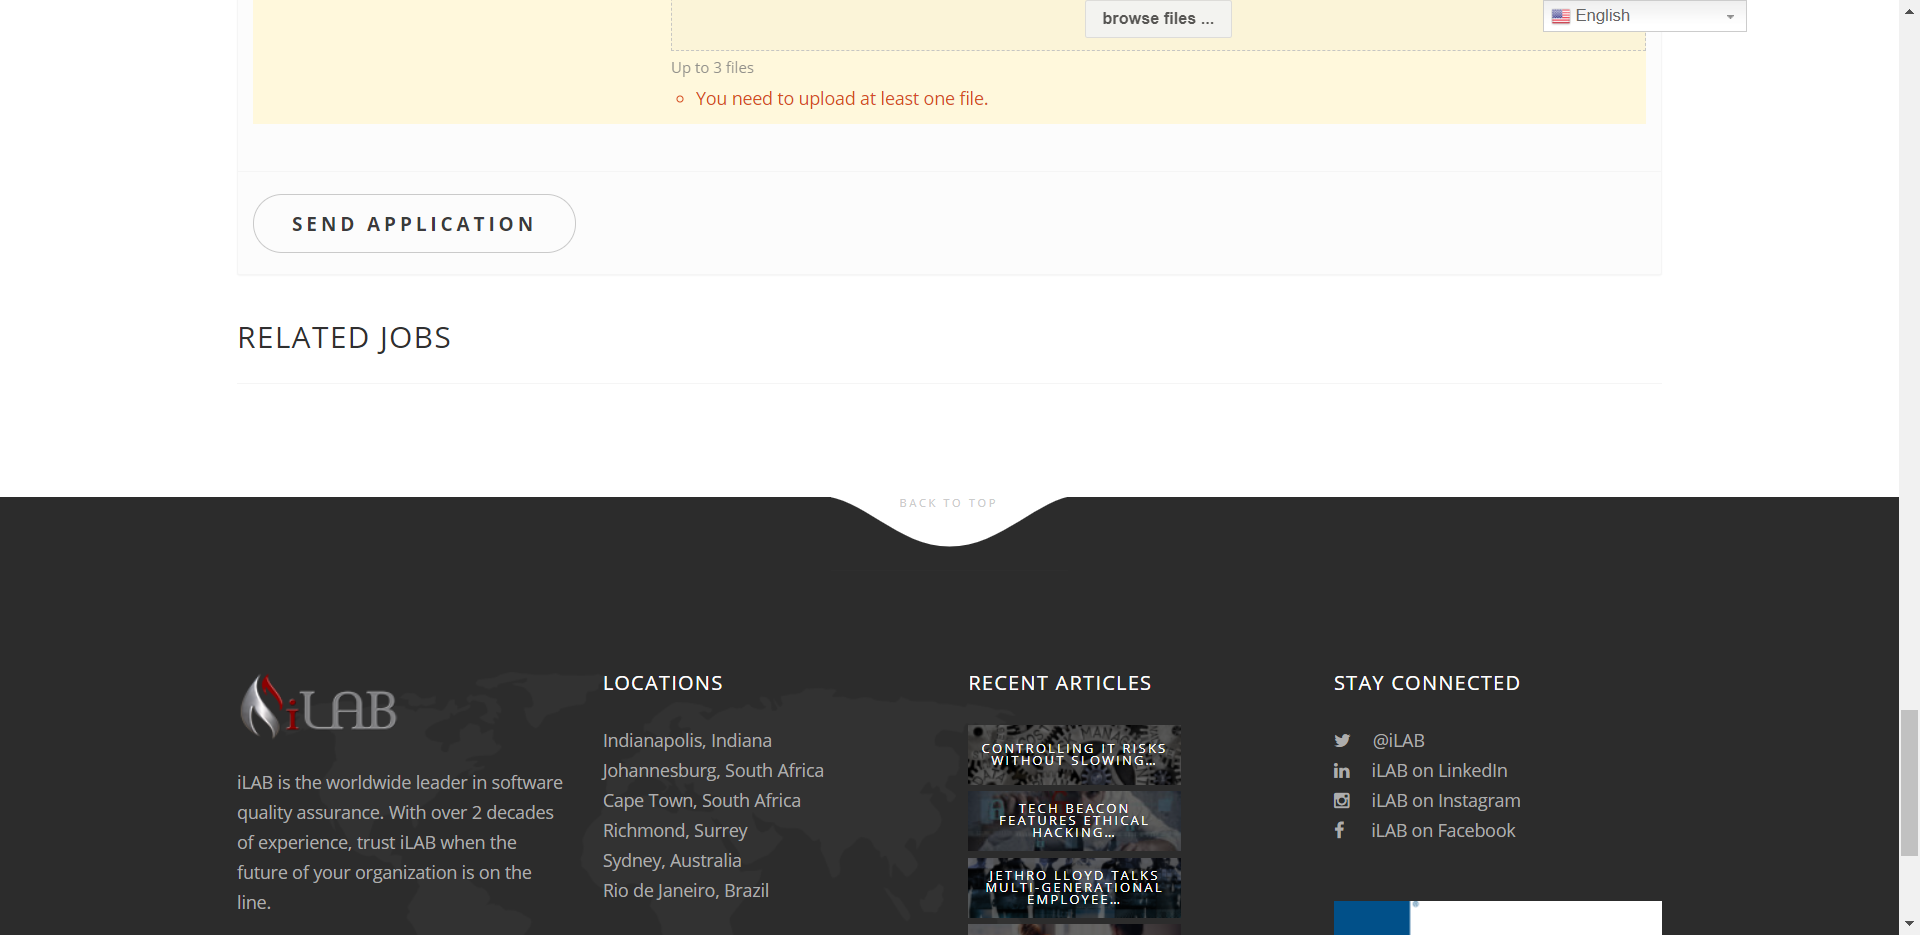 browse files ...
English
Up to 3 files
You need to upload at least one file.
SEND APPLICATION
RELATED JOBS
BACK TO TOP
iLAB
iLAB is the worldwide leader in software
quality assurance. With over 2 decades
of experience, trust iLAB when the
future of your organization is on the
line.
LOCATIONS
Indianapolis, Indiana
Johannesburg, South Africa
Cape Town, South Africa
Richmond, Surrey
Sydney, Australia
Rio de Janeiro, Brazil
RECENT ARTICLES
CONTROLLING IT RISKS
WITHOUT SLOWING...
TECH BEACON
FEATURES ETHICAL
HACKING...
JETHRO LLOYD TALKS
MULTI-GENERATIONAL
EMPLOYEE...
STAY CONNECTED
@iLAB
iLAB on LinkedIn
iLAB on Instagram
iLAB on Facebook